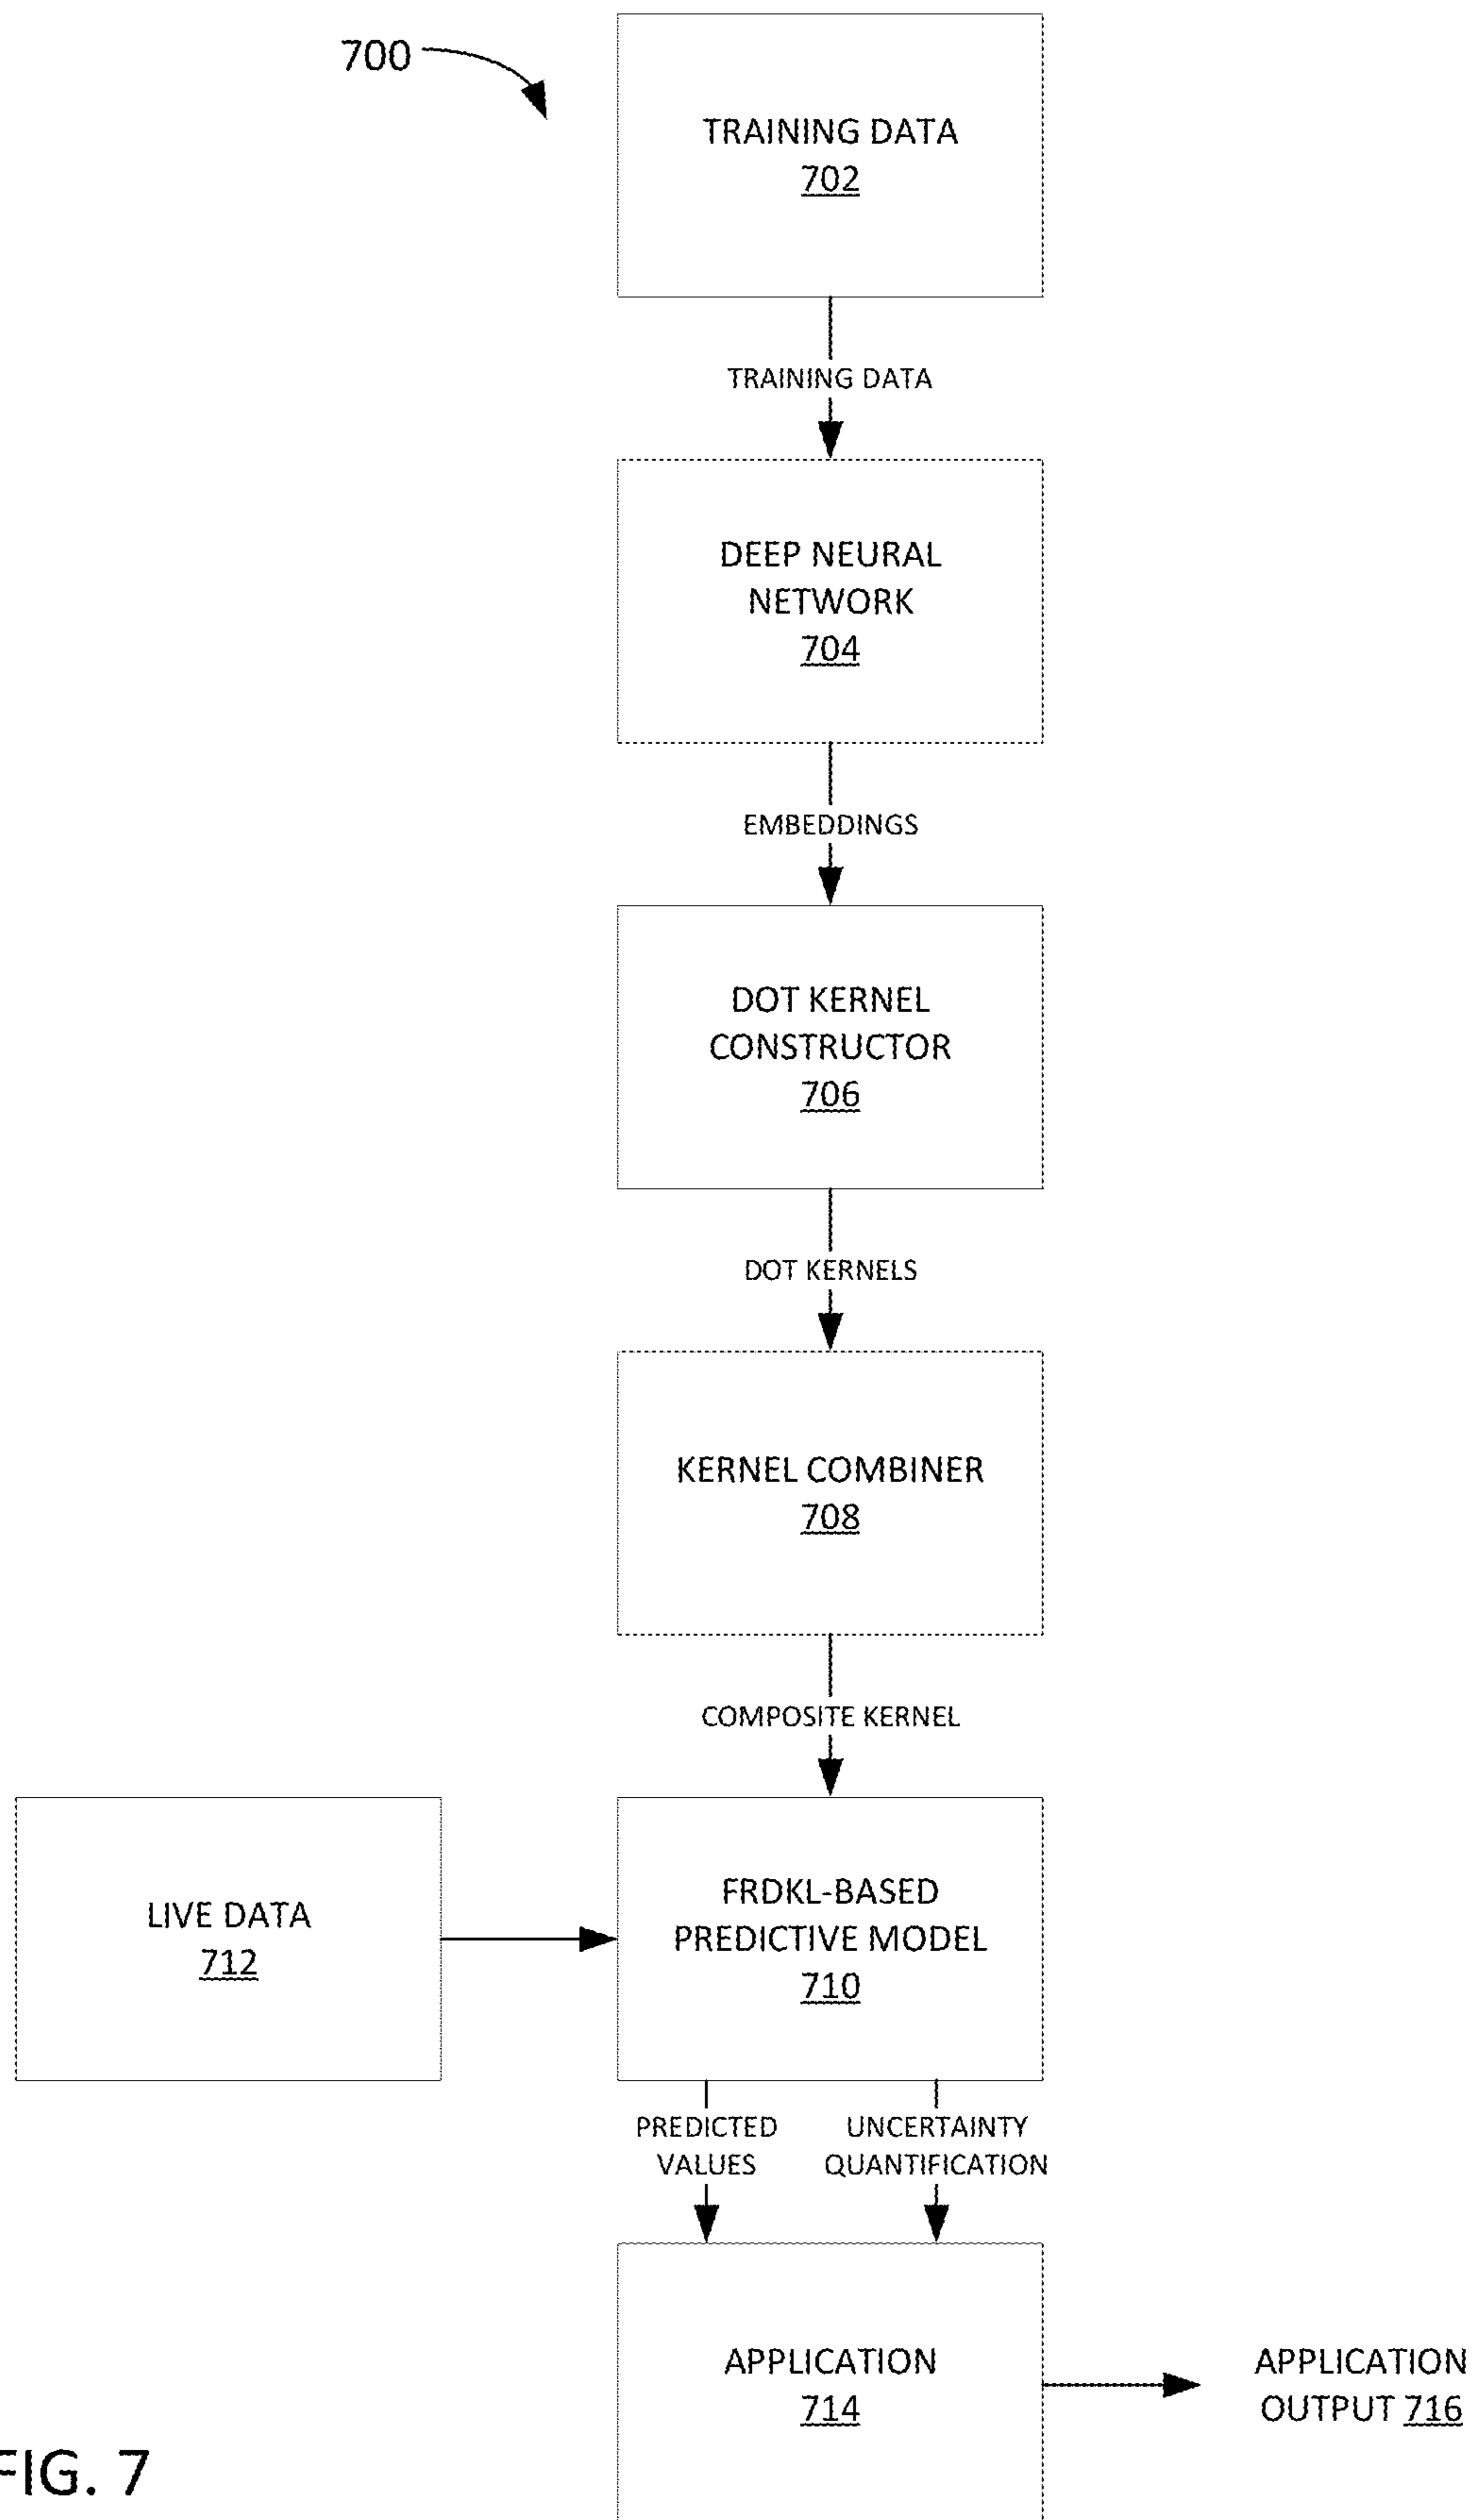 700
TRAINING DATA
702
TRAINING DATA
DEEP NEURAL
NETWORK
704
EMBEDDINGS
DOT KERNEL
CONSTRUCTOR
706
DOT KERNELS
KERNEL COMBINER
708
COMPOSITE KERNEL
LIVE DATA
712
FRDKL-BASED
PREDICTIVE MODEL
710
PREDICTED
VALUES
UNCERTAINTY
QUANTIFICATION
APPLICATION
714
APPLICATION
OUTPUT 716
FIG. 7